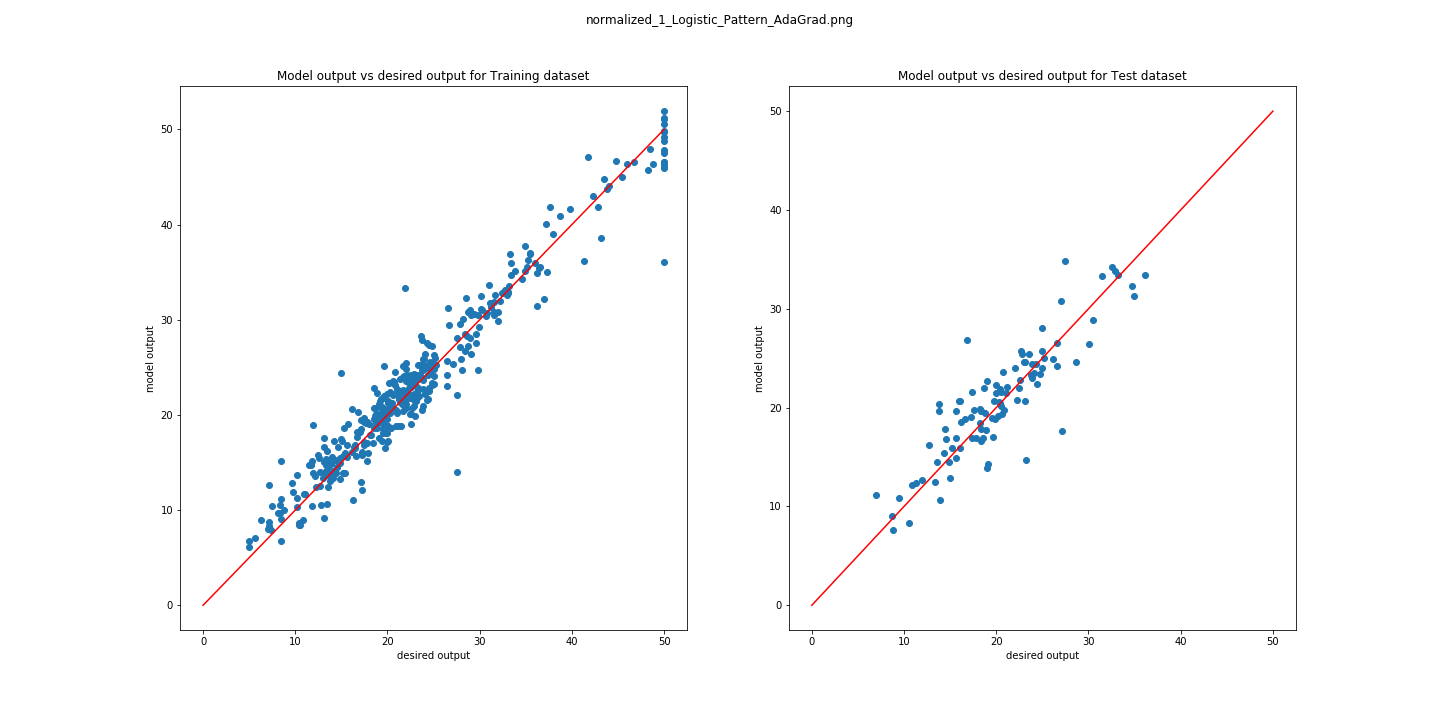 normalized_1_Logistic_Pattern_AdaGrad.png
Model output vs desired output for Training dataset
50
40
30
20
10
0
model output
0 10 20 30 40 50
desired output
Model output vs desired output for Test dataset
50
40
30
20
10
0
model output
0 10 20 30 40 50
desired output